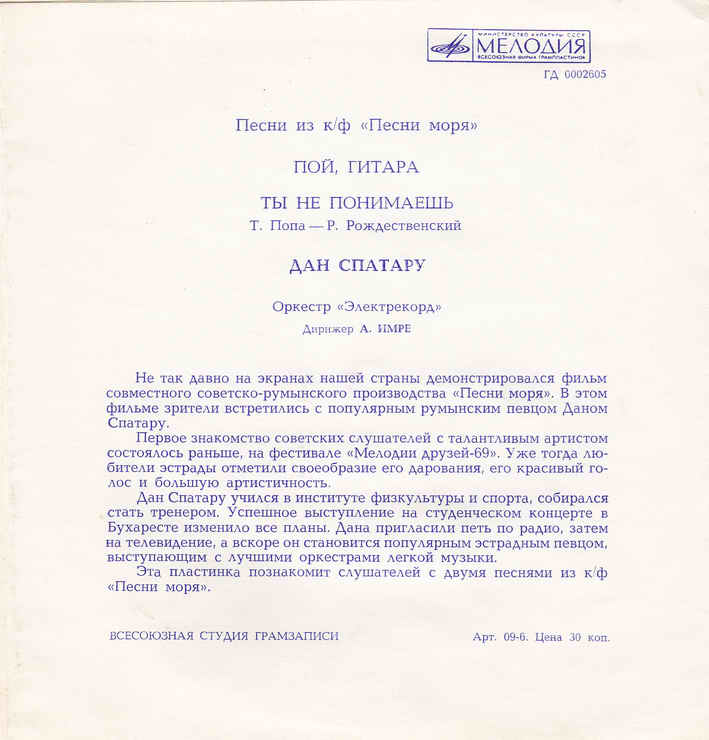 МИНИСТЕРСТВО КУЛЬТУРЫ СССР
МЕЛОДИЯ
ВСЕСОЮЗНАЯ ФИРМА ГРАМПЛАСТИНОК
ГД 0002605
Песни из к/ф «Песни моря»
ПОЙ, ГИТАРА
ТЫ НЕ ПОНИМАЕШЬ
Т. Попа — Р. Рождественский
ДАН СПАТАРУ
Оркестр «Электрекорд»
Дирижер А. ИМРЕ
Не так давно на экранах нашей страны демонстрировался фильм
совместного советско-румынского производства «Песни моря». В этом
фильме зрители встретились с популярным румынским певцом Даном
Спатару.
Первое знакомство советских слушателей с талантливым артистом
состоялось раньше, на фестивале «Мелодии друзей-69». Уже тогда лю-
бители эстрады отметили своеобразие его дарования, его красивый го-
лос и большую артистичность.
Дан Спатару учился в институте физкультуры и спорта, собирался
стать тренером. Успешное выступление на студенческом концерте в
Бухаресте изменило все планы. Дана пригласили петь по радио, затем
на телевидение, а вскоре он становится популярным эстрадным певцом,
выступающим с лучшими оркестрами легкой музыки.
Эта пластинка познакомит слушателей с двумя песнями из к/ф
«Песни моря».
ВСЕСОЮЗНАЯ СТУДИЯ ГРАМЗАПИСИ
Арт. 09-6. Цена 30 коп.